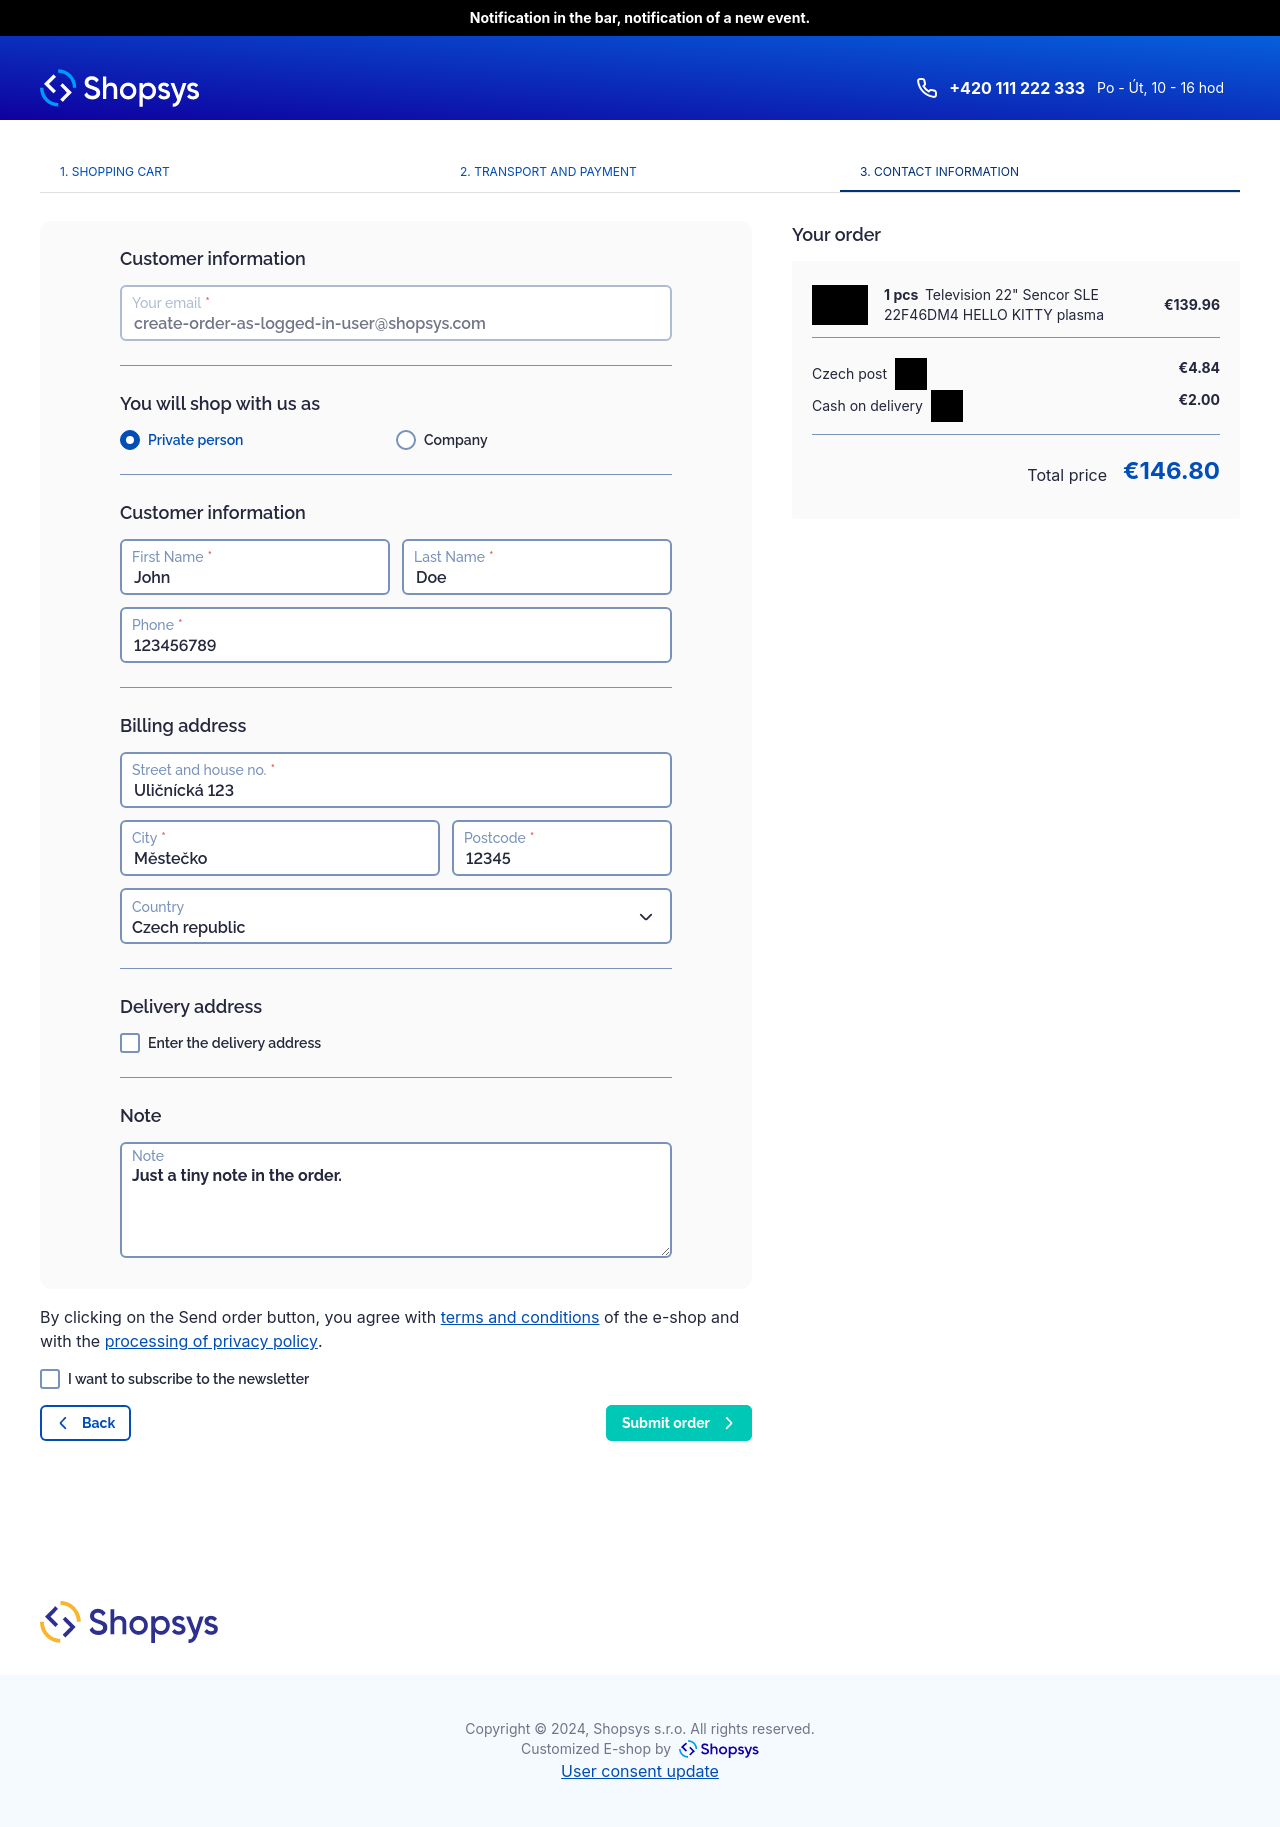 Notification in the bar, notification of a new event.
Shopsys
+420 111 222 333 Po - Út, 10 - 16 hod
1. SHOPPING CART
2. TRANSPORT AND PAYMENT
3. CONTACT INFORMATION
Customer information
Your email *
create-order-as-logged-in-user@shopsys.com
You will shop with us as
Private person
Company
Customer information
First Name *
John
Last Name *
Doe
Phone *
123456789
Billing address
Street and house no. *
Uličnícká 123
City *
Městečko
Postcode *
12345
Country
Czech republic
Delivery address
Enter the delivery address
Note
Note
Just a tiny note in the order.
By clicking on the Send order button, you agree with terms and conditions of the e-shop and
with the processing of privacy policy.
I want to subscribe to the newsletter
Back
Submit order
Your order
1 pcs Television 22" Sencor SLE
22F46DM4 HELLO KITTY plasma
€139.96
Czech post
€4.84
Cash on delivery
€2.00
Total price €146.80
Shopsys
Copyright © 2024, Shopsys s.r.o. All rights reserved.
Customized E-shop by Shopsys
User consent update